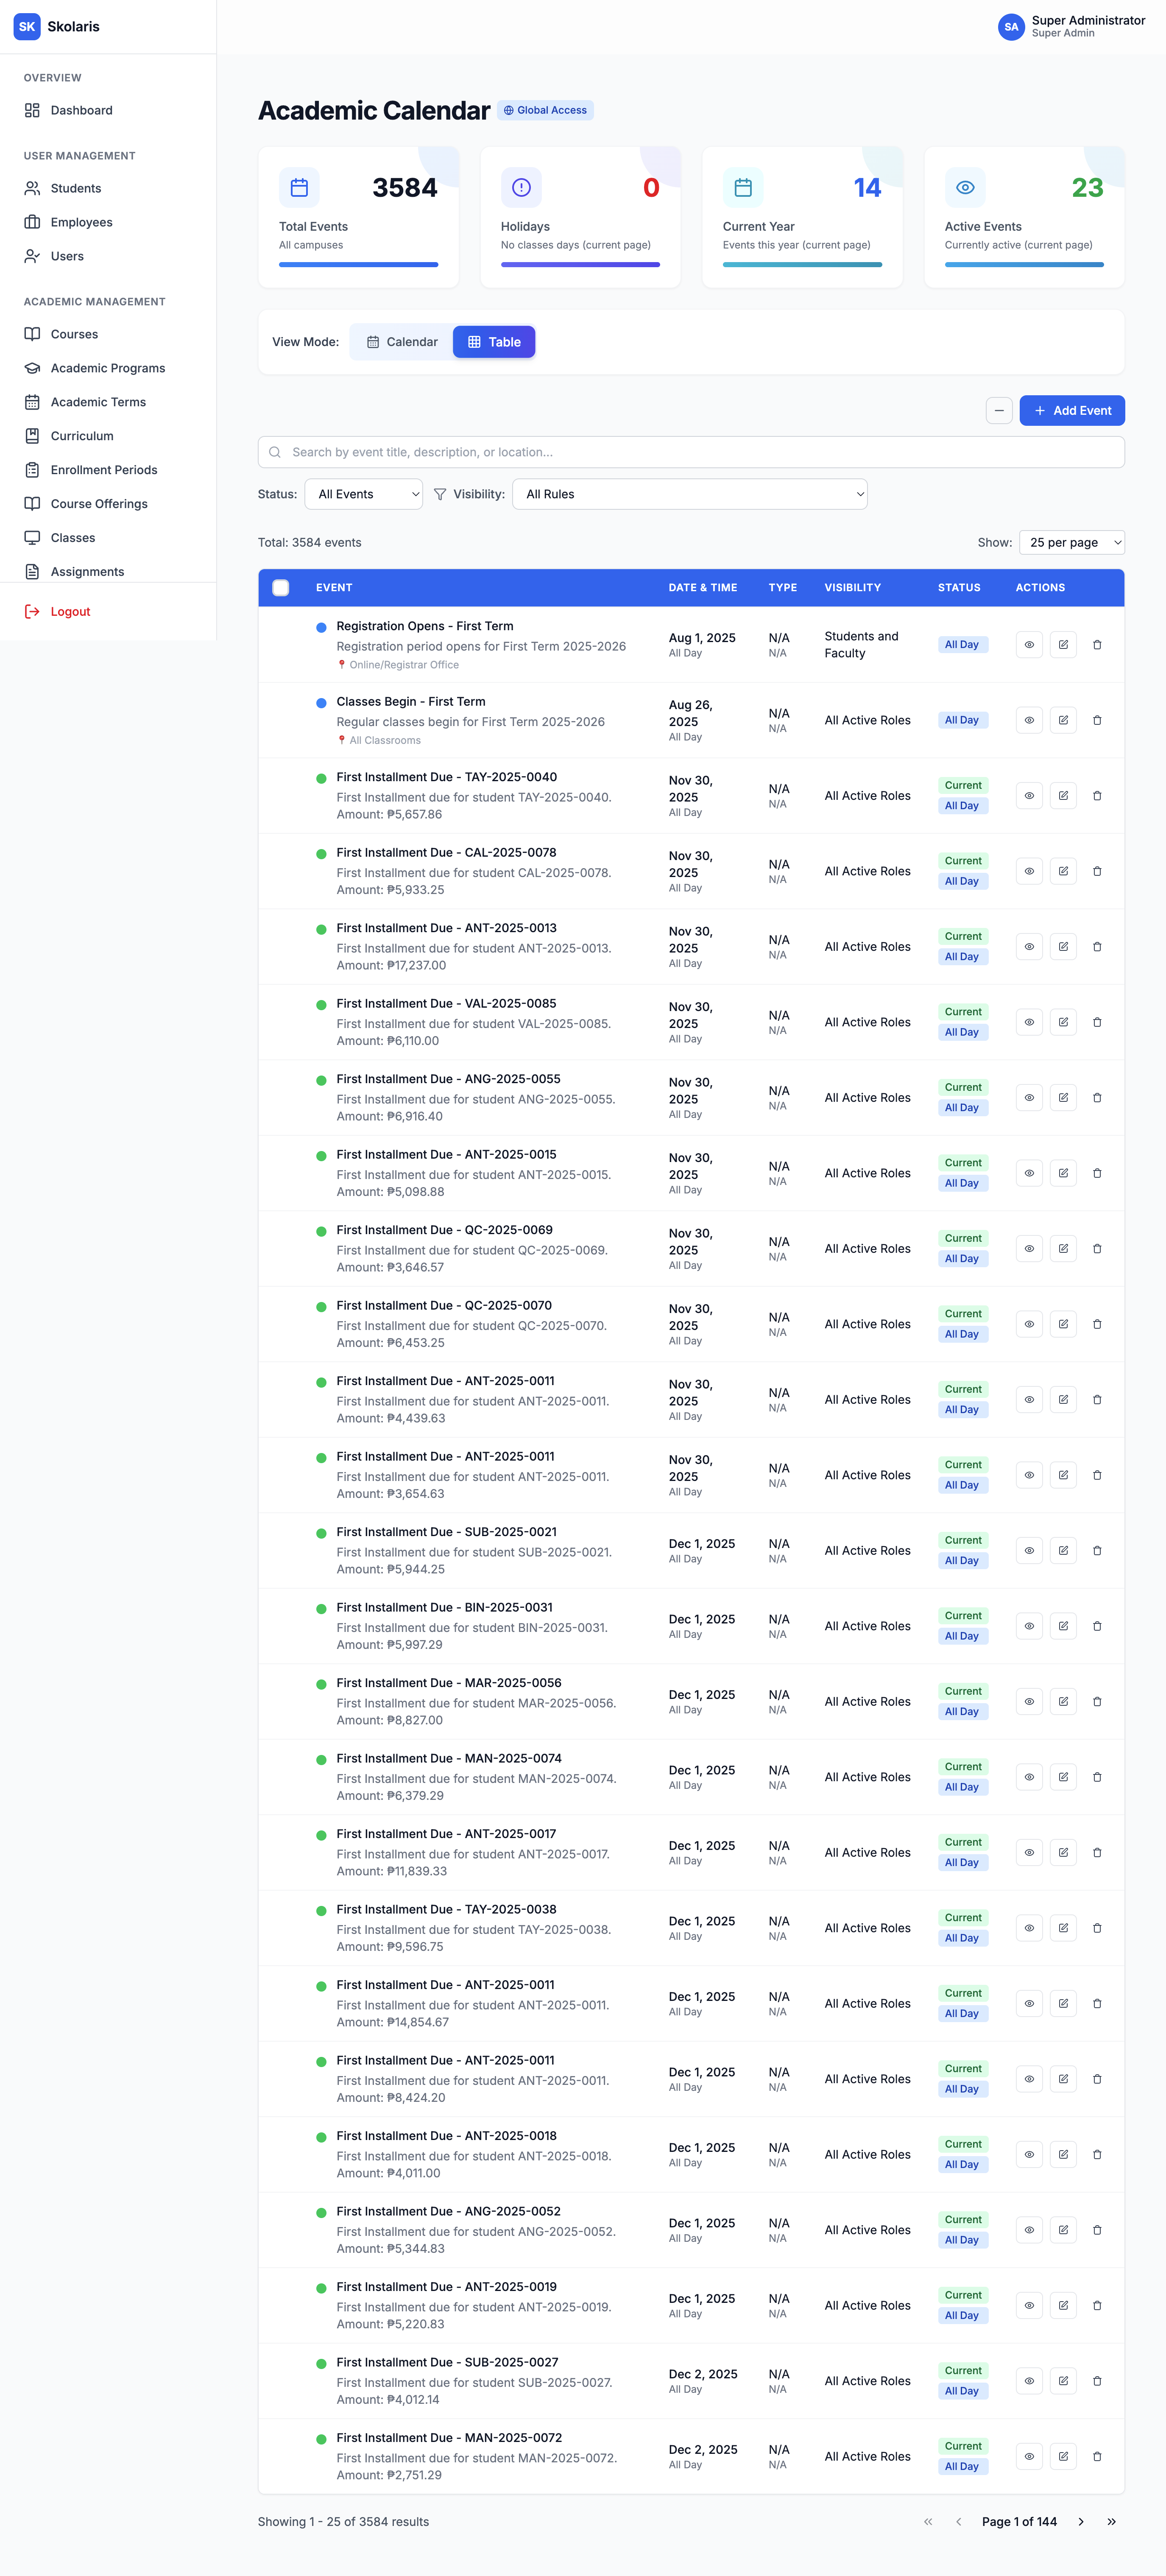 SK
Skolaris
SA
Super Administrator
Super Admin
OVERVIEW
Dashboard
USER MANAGEMENT
Students
Employees
Users
ACADEMIC MANAGEMENT
Courses
Academic Programs
Academic Terms
Curriculum
Enrollment Periods
Course Offerings
Classes
Assignments
Logout
Academic Calendar
Global Access
3584
Total Events
All campuses
0
Holidays
No classes days (current page)
14
Current Year
Events this year (current page)
23
Active Events
Currently active (current page)
View Mode:
Calendar
Table
Add Event
Search by event title, description, or location...
Status:
All Events
Visibility:
All Rules
Total: 3584 events
Show:
25 per page
EVENT DATE & TIME TYPE VISIBILITY STATUS ACTIONS
Registration Opens - First Term
Registration period opens for First Term 2025-2026
Online/Registrar Office
Aug 1, 2025
All Day
N/A
N/A
Students and
Faculty
All Day
Classes Begin - First Term
Regular classes begin for First Term 2025-2026
All Classrooms
Aug 26,
2025
All Day
N/A
N/A
All Active Roles
All Day
First Installment Due - TAY-2025-0040
First Installment due for student TAY-2025-0040.
Amount: ₱5,657.86
Nov 30,
2025
All Day
N/A
N/A
All Active Roles
Current
All Day
First Installment Due - CAL-2025-0078
First Installment due for student CAL-2025-0078.
Amount: ₱5,933.25
Nov 30,
2025
All Day
N/A
N/A
All Active Roles
Current
All Day
First Installment Due - ANT-2025-0013
First Installment due for student ANT-2025-0013.
Amount: ₱17,237.00
Nov 30,
2025
All Day
N/A
N/A
All Active Roles
Current
All Day
First Installment Due - VAL-2025-0085
First Installment due for student VAL-2025-0085.
Amount: ₱6,110.00
Nov 30,
2025
All Day
N/A
N/A
All Active Roles
Current
All Day
First Installment Due - ANG-2025-0055
First Installment due for student ANG-2025-0055.
Amount: ₱6,916.40
Nov 30,
2025
All Day
N/A
N/A
All Active Roles
Current
All Day
First Installment Due - ANT-2025-0015
First Installment due for student ANT-2025-0015.
Amount: ₱5,098.88
Nov 30,
2025
All Day
N/A
N/A
All Active Roles
Current
All Day
First Installment Due - QC-2025-0069
First Installment due for student QC-2025-0069.
Amount: ₱3,646.57
Nov 30,
2025
All Day
N/A
N/A
All Active Roles
Current
All Day
First Installment Due - QC-2025-0070
First Installment due for student QC-2025-0070.
Amount: ₱6,453.25
Nov 30,
2025
All Day
N/A
N/A
All Active Roles
Current
All Day
First Installment Due - ANT-2025-0011
First Installment due for student ANT-2025-0011.
Amount: ₱4,439.63
Nov 30,
2025
All Day
N/A
N/A
All Active Roles
Current
All Day
First Installment Due - ANT-2025-0011
First Installment due for student ANT-2025-0011.
Amount: ₱3,654.63
Nov 30,
2025
All Day
N/A
N/A
All Active Roles
Current
All Day
First Installment Due - SUB-2025-0021
First Installment due for student SUB-2025-0021.
Amount: ₱5,944.25
Dec 1, 2025
All Day
N/A
N/A
All Active Roles
Current
All Day
First Installment Due - BIN-2025-0031
First Installment due for student BIN-2025-0031.
Amount: ₱5,997.29
Dec 1, 2025
All Day
N/A
N/A
All Active Roles
Current
All Day
First Installment Due - MAR-2025-0056
First Installment due for student MAR-2025-0056.
Amount: ₱8,827.00
Dec 1, 2025
All Day
N/A
N/A
All Active Roles
Current
All Day
First Installment Due - MAN-2025-0074
First Installment due for student MAN-2025-0074.
Amount: ₱6,379.29
Dec 1, 2025
All Day
N/A
N/A
All Active Roles
Current
All Day
First Installment Due - ANT-2025-0017
First Installment due for student ANT-2025-0017.
Amount: ₱11,839.33
Dec 1, 2025
All Day
N/A
N/A
All Active Roles
Current
All Day
First Installment Due - TAY-2025-0038
First Installment due for student TAY-2025-0038.
Amount: ₱9,596.75
Dec 1, 2025
All Day
N/A
N/A
All Active Roles
Current
All Day
First Installment Due - ANT-2025-0011
First Installment due for student ANT-2025-0011.
Amount: ₱14,854.67
Dec 1, 2025
All Day
N/A
N/A
All Active Roles
Current
All Day
First Installment Due - ANT-2025-0011
First Installment due for student ANT-2025-0011.
Amount: ₱8,424.20
Dec 1, 2025
All Day
N/A
N/A
All Active Roles
Current
All Day
First Installment Due - ANT-2025-0018
First Installment due for student ANT-2025-0018.
Amount: ₱4,011.00
Dec 1, 2025
All Day
N/A
N/A
All Active Roles
Current
All Day
First Installment Due - ANG-2025-0052
First Installment due for student ANG-2025-0052.
Amount: ₱5,344.83
Dec 1, 2025
All Day
N/A
N/A
All Active Roles
Current
All Day
First Installment Due - ANT-2025-0019
First Installment due for student ANT-2025-0019.
Amount: ₱5,220.83
Dec 1, 2025
All Day
N/A
N/A
All Active Roles
Current
All Day
First Installment Due - SUB-2025-0027
First Installment due for student SUB-2025-0027.
Amount: ₱4,012.14
Dec 2, 2025
All Day
N/A
N/A
All Active Roles
Current
All Day
First Installment Due - MAN-2025-0072
First Installment due for student MAN-2025-0072.
Amount: ₱2,751.29
Dec 2, 2025
All Day
N/A
N/A
All Active Roles
Current
All Day
Showing 1 - 25 of 3584 results
Page 1 of 144